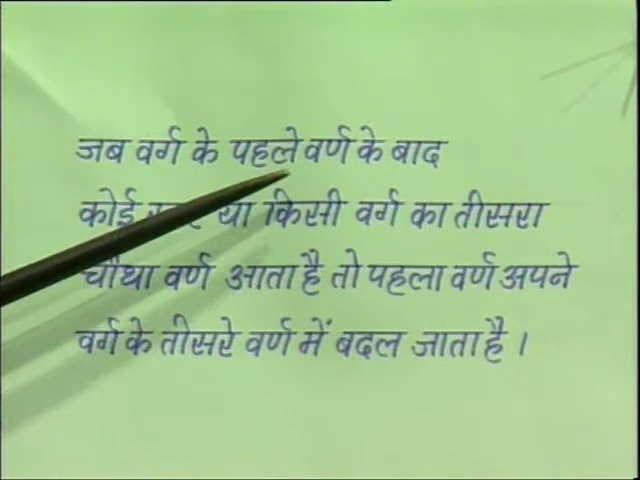 जब वर्ग के पहले वर्ण के बाद
कोई या किसी वर्ग का तीसरा
चौथा वर्ण आता है तो पहला वर्ण अपने
वर्ग के तीसरे वर्ण में बदल जाता है ।